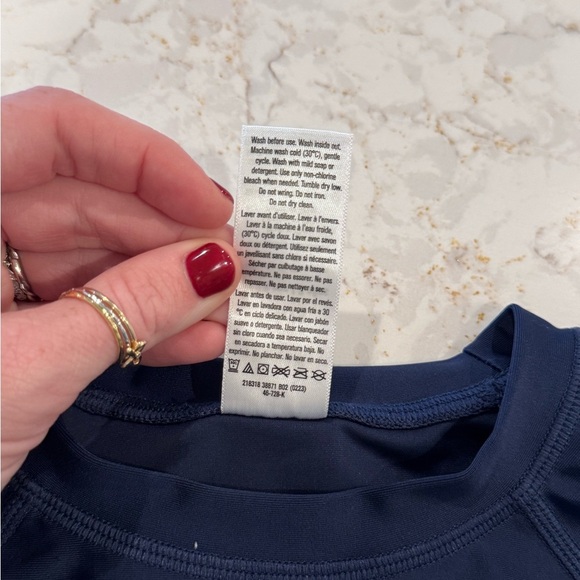 Wash before use. Wash inside out.
Machine wash cold (30°C), gentle
cycle. Wash with mild soap or
detergent. Use only non-chlorine
bleach when needed. Tumble dry low.
Do not wring. Do not iron.
Do not dry clean.
Laver avant d'utiliser. Laver à l'envers.
Laver à la machine à l'eau froide,
(30°C) cycle doux. Laver avec savon
doux ou détergent. Utilisez seulement
un javellisant sans chlore si nécessaire.
Sécher par culbutage à basse
température. Ne pas essorer. Ne pas
repasser. Ne pas nettoyer à sec.
Lavar antes de usar. Lavar por el revés.
Lavar en lavadora con agua fria a 30
°C en ciclo delicado. Lavar con jabón
suave o detergente. Usar blanqueador
sin cloro cuando sea necesario. Secar
en secadora a temperatura baja. No
exprimir. No planchar. No lavar en seco.
218318 38871 B02 (0223)
46-728-K